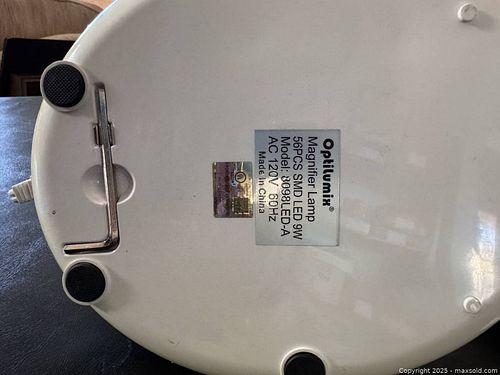 Optilumix®
Magnifier Lamp
56PCS SMD LED 9W
Model: 8098LED-A
AC 120V 60Hz
Made in China
Copyright 2025 - maxsold.com